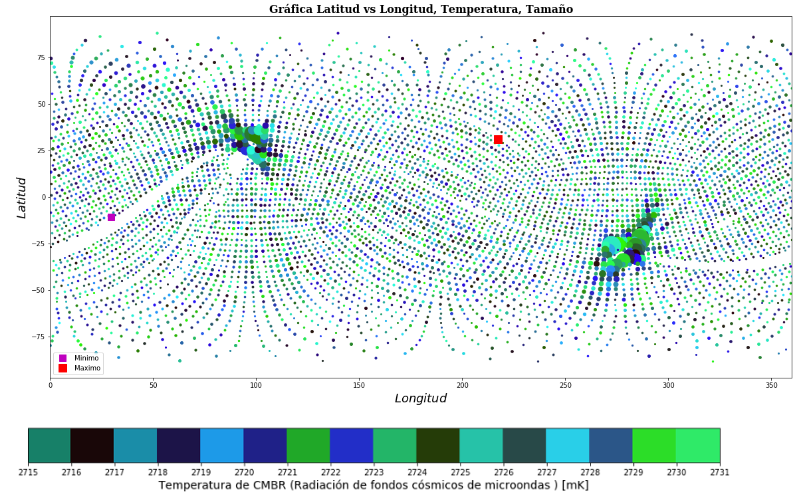 Gráfica Latitud vs Longitud, Temperatura, Tamaño
75
50
25
0
−25
−50
−75
Latitud
Mínimo
Maximo
0 50 100 150 200 250 300 350
Longitud
2715 2716 2717 2718 2719 2720 2721 2722 2723 2724 2725 2726 2727 2728 2729 2730 2731
Temperatura de CMBR (Radiación de fondos cósmicos de microondas ) [mK]